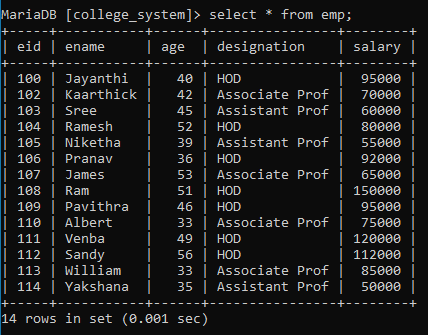 MariaDB [college_system]> select * from emp;
+-----+-----------+-----+----------------+--------+
| eid | ename     | age | designation    | salary |
+-----+-----------+-----+----------------+--------+
| 100 | Jayanthi  |  40 | HOD            |  95000 |
| 102 | Kaarthick |  42 | Associate Prof |  70000 |
| 103 | Sree      |  45 | Assistant Prof |  60000 |
| 104 | Ramesh    |  52 | HOD            |  80000 |
| 105 | Niketha   |  39 | Assistant Prof |  55000 |
| 106 | Pranav    |  36 | HOD            |  92000 |
| 107 | James     |  53 | Associate Prof |  65000 |
| 108 | Ram       |  51 | HOD            | 150000 |
| 109 | Pavithra  |  46 | HOD            |  95000 |
| 110 | Albert    |  33 | Associate Prof |  75000 |
| 111 | Venba     |  49 | HOD            | 120000 |
| 112 | Sandy     |  56 | HOD            | 112000 |
| 113 | William   |  33 | Associate Prof |  85000 |
| 114 | Yakshana  |  35 | Assistant Prof |  50000 |
+-----+-----------+-----+----------------+--------+
14 rows in set (0.001 sec)